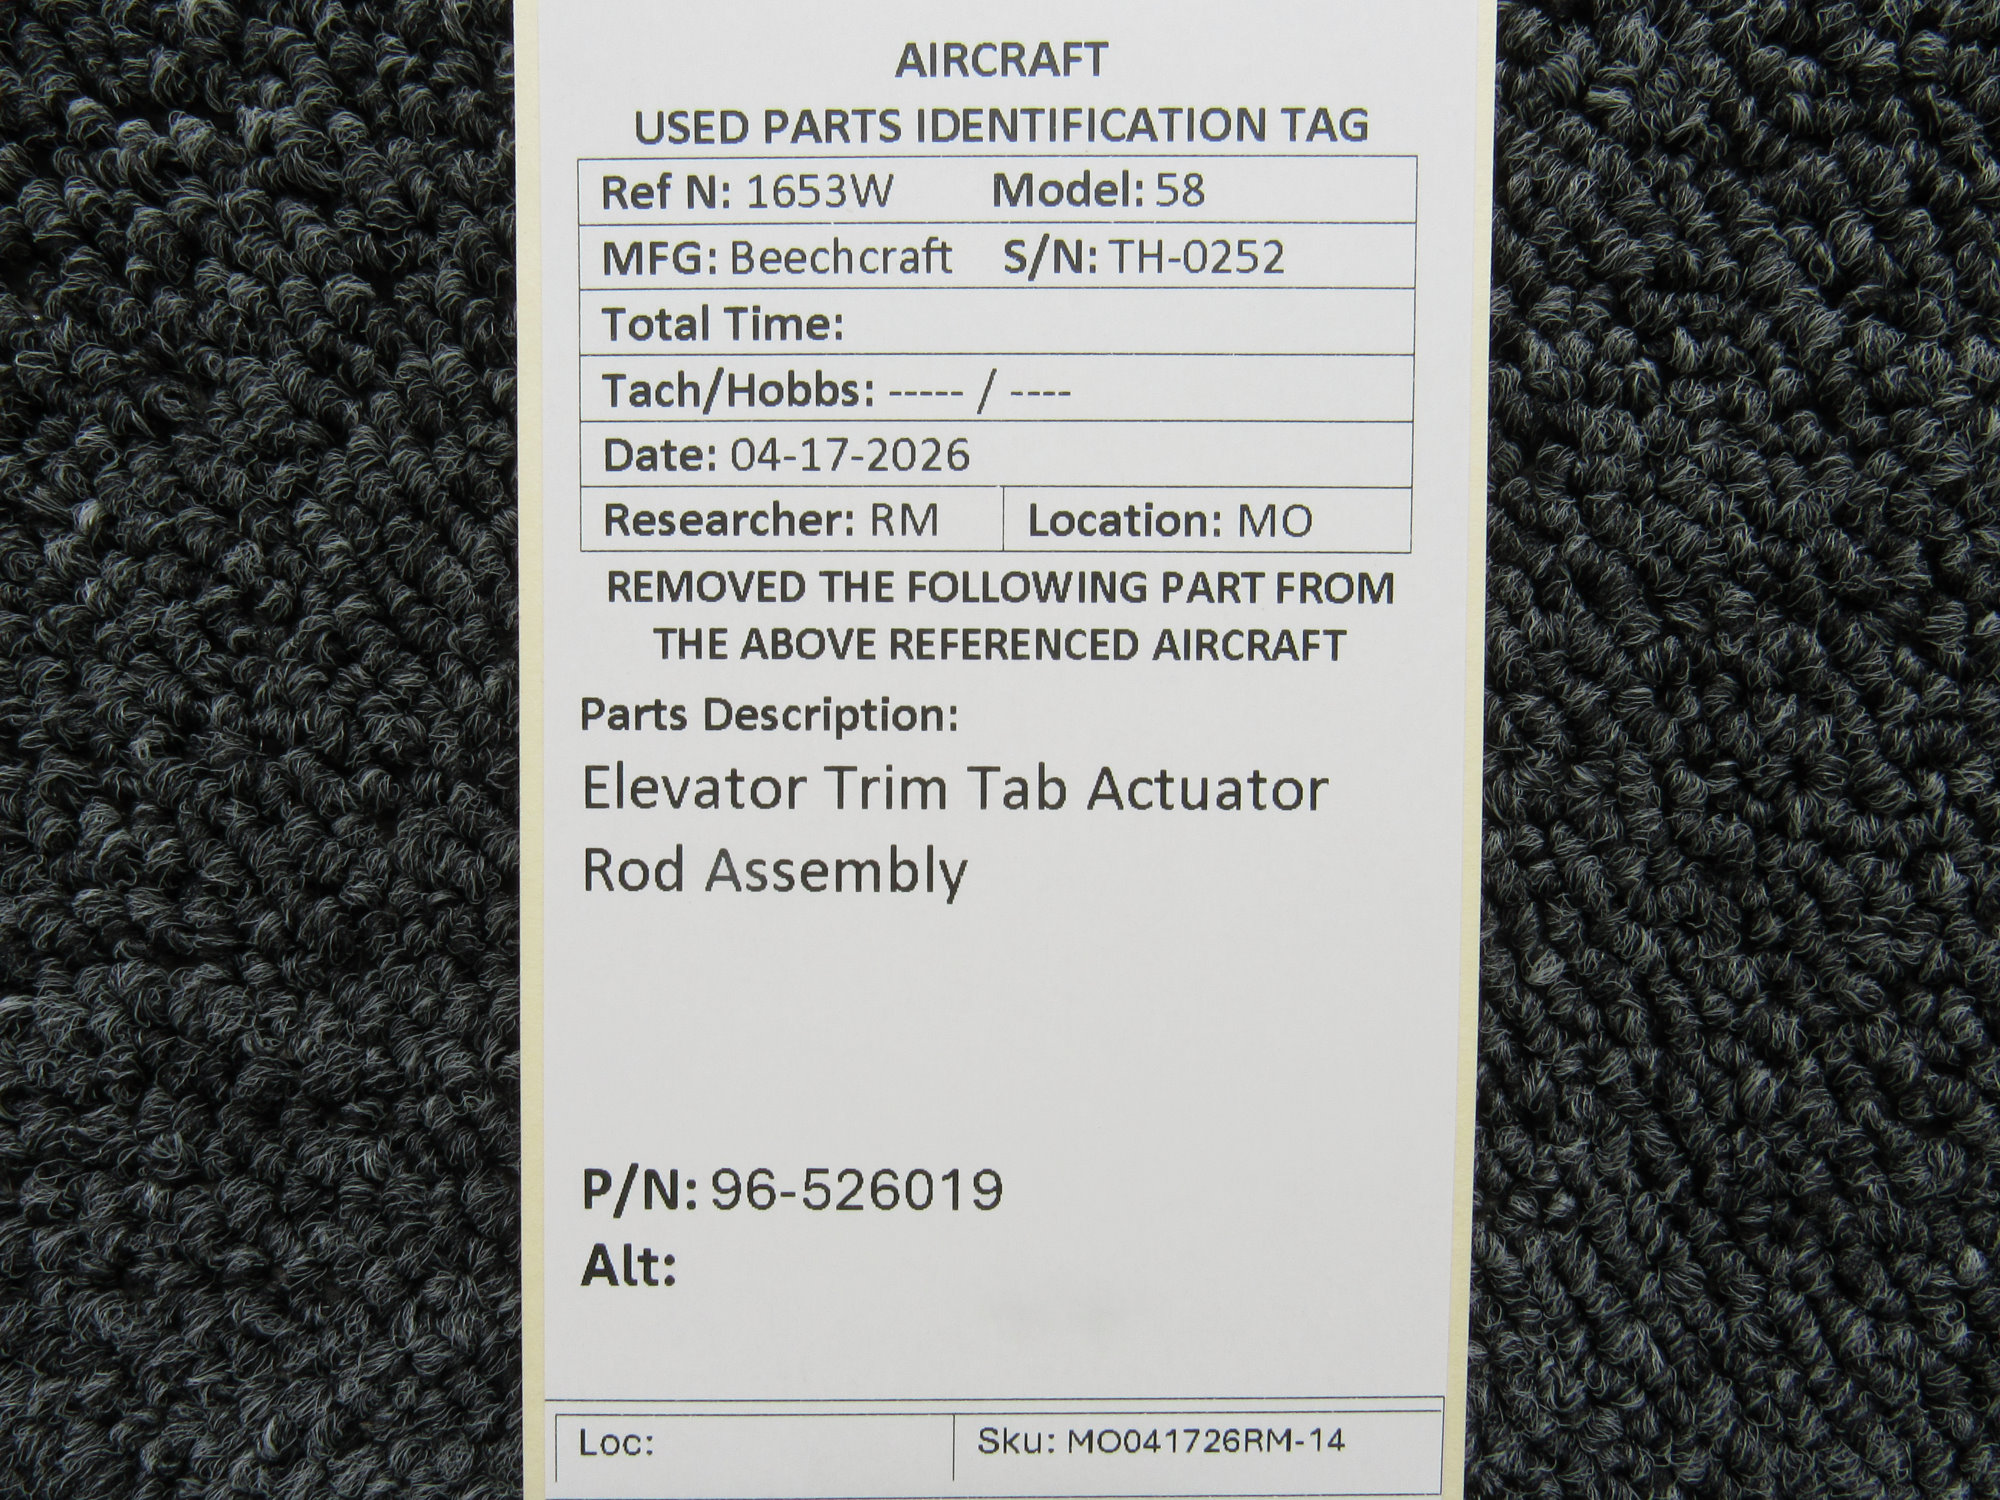 AIRCRAFT
USED PARTS IDENTIFICATION TAG
Ref N: 1653W Model: 58
MFG: Beechcraft S/N: TH-0252
Total Time:
Tach/Hobbs: ----- / ----
Date: 04-17-2026
Researcher: RM Location: MO
REMOVED THE FOLLOWING PART FROM
THE ABOVE REFERENCED AIRCRAFT
Parts Description:
Elevator Trim Tab Actuator
Rod Assembly
P/N: 96-526019
Alt:
Loc: Sku: MO041726RM-14